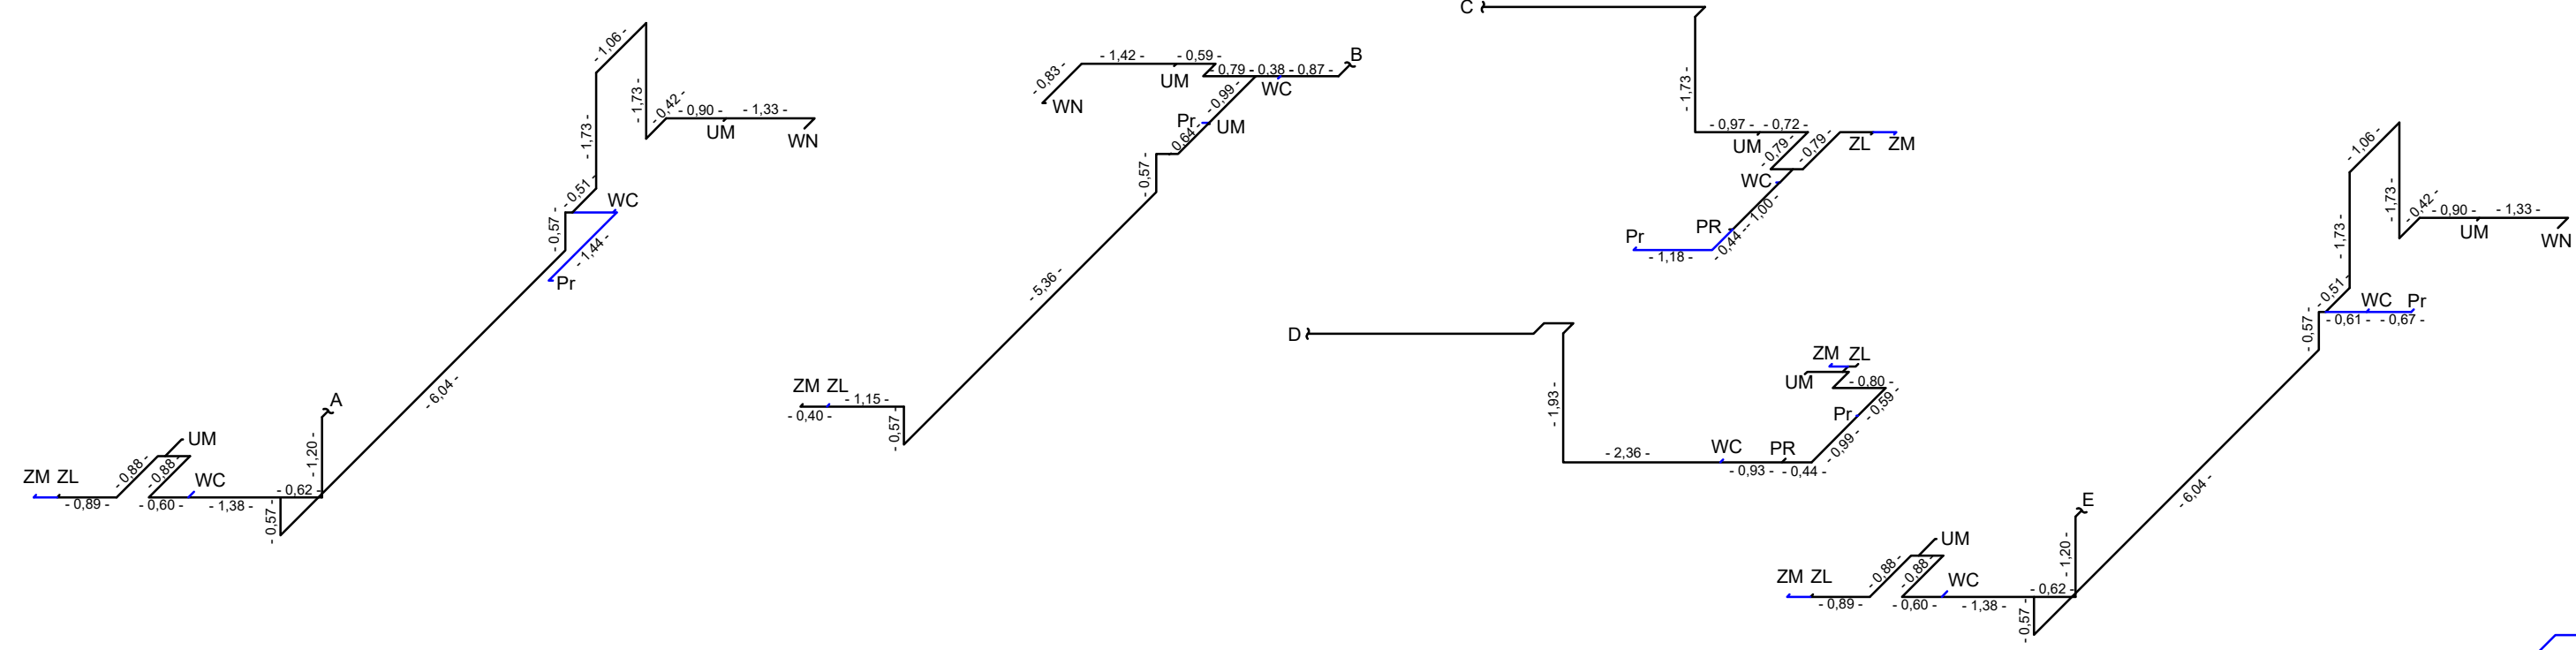 - 1,06 -
- 1,73 -
- 1,73 -
- 0,42 -
- 0,90 -
- 1,33 -
UM
WN
- 0,51 -
WC
- 0,57 -
- 1,44 -
Pr
- 6,04 -
A
- 1,20 -
UM
ZM ZL
- 0,88 -
- 0,88 -
WC
- 0,62 -
- 0,89 -
- 0,60 -
- 1,38 -
- 0,57 -
B
- 1,42 -
- 0,59 -
- 0,83 -
WN
UM
- 0,79 - 0,38 - 0,87 -
WC
- 0,99 -
Pr
UM
0,64 -
- 0,57 -
- 5,36 -
ZM ZL
- 1,15 -
- 0,40 -
- 0,57 -
C
- 1,73 -
- 0,97 -
- 0,72 -
UM
- 0,79 -
- 0,79 -
ZL
ZM
WC
- 1,00 -
PR
Pr
- 0,44 -
- 1,18 -
D
- 1,93 -
ZM ZL
UM
- 0,80 -
- 0,59 -
Pr
- 0,99 -
- 2,36 -
WC
PR
- 0,93 -
- 0,44 -
- 1,06 -
- 1,73 -
- 1,73 -
- 0,42 -
- 0,90 -
- 1,33 -
UM
WN
- 0,51 -
WC
Pr
- 0,61 -
- 0,67 -
- 0,57 -
- 6,04 -
E
- 1,20 -
UM
ZM ZL
- 0,88 -
- 0,88 -
WC
- 0,62 -
- 0,89 -
- 0,60 -
- 1,38 -
- 0,57 -